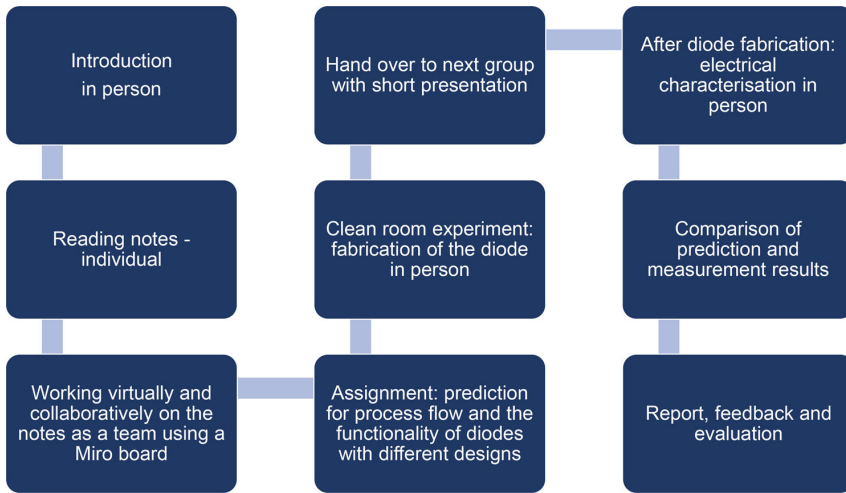 Introduction
in person
Reading notes -
individual
Working virtually and
collaboratively on the
notes as a team using a
Miro board
Assignment: prediction
for process flow and the
functionality of diodes
with different designs
Clean room experiment:
fabrication of the diode
in person
Hand over to next group
with short presentation
After diode fabrication:
electrical
characterisation in
person
Comparison of
prediction and
measurement results
Report, feedback and
evaluation